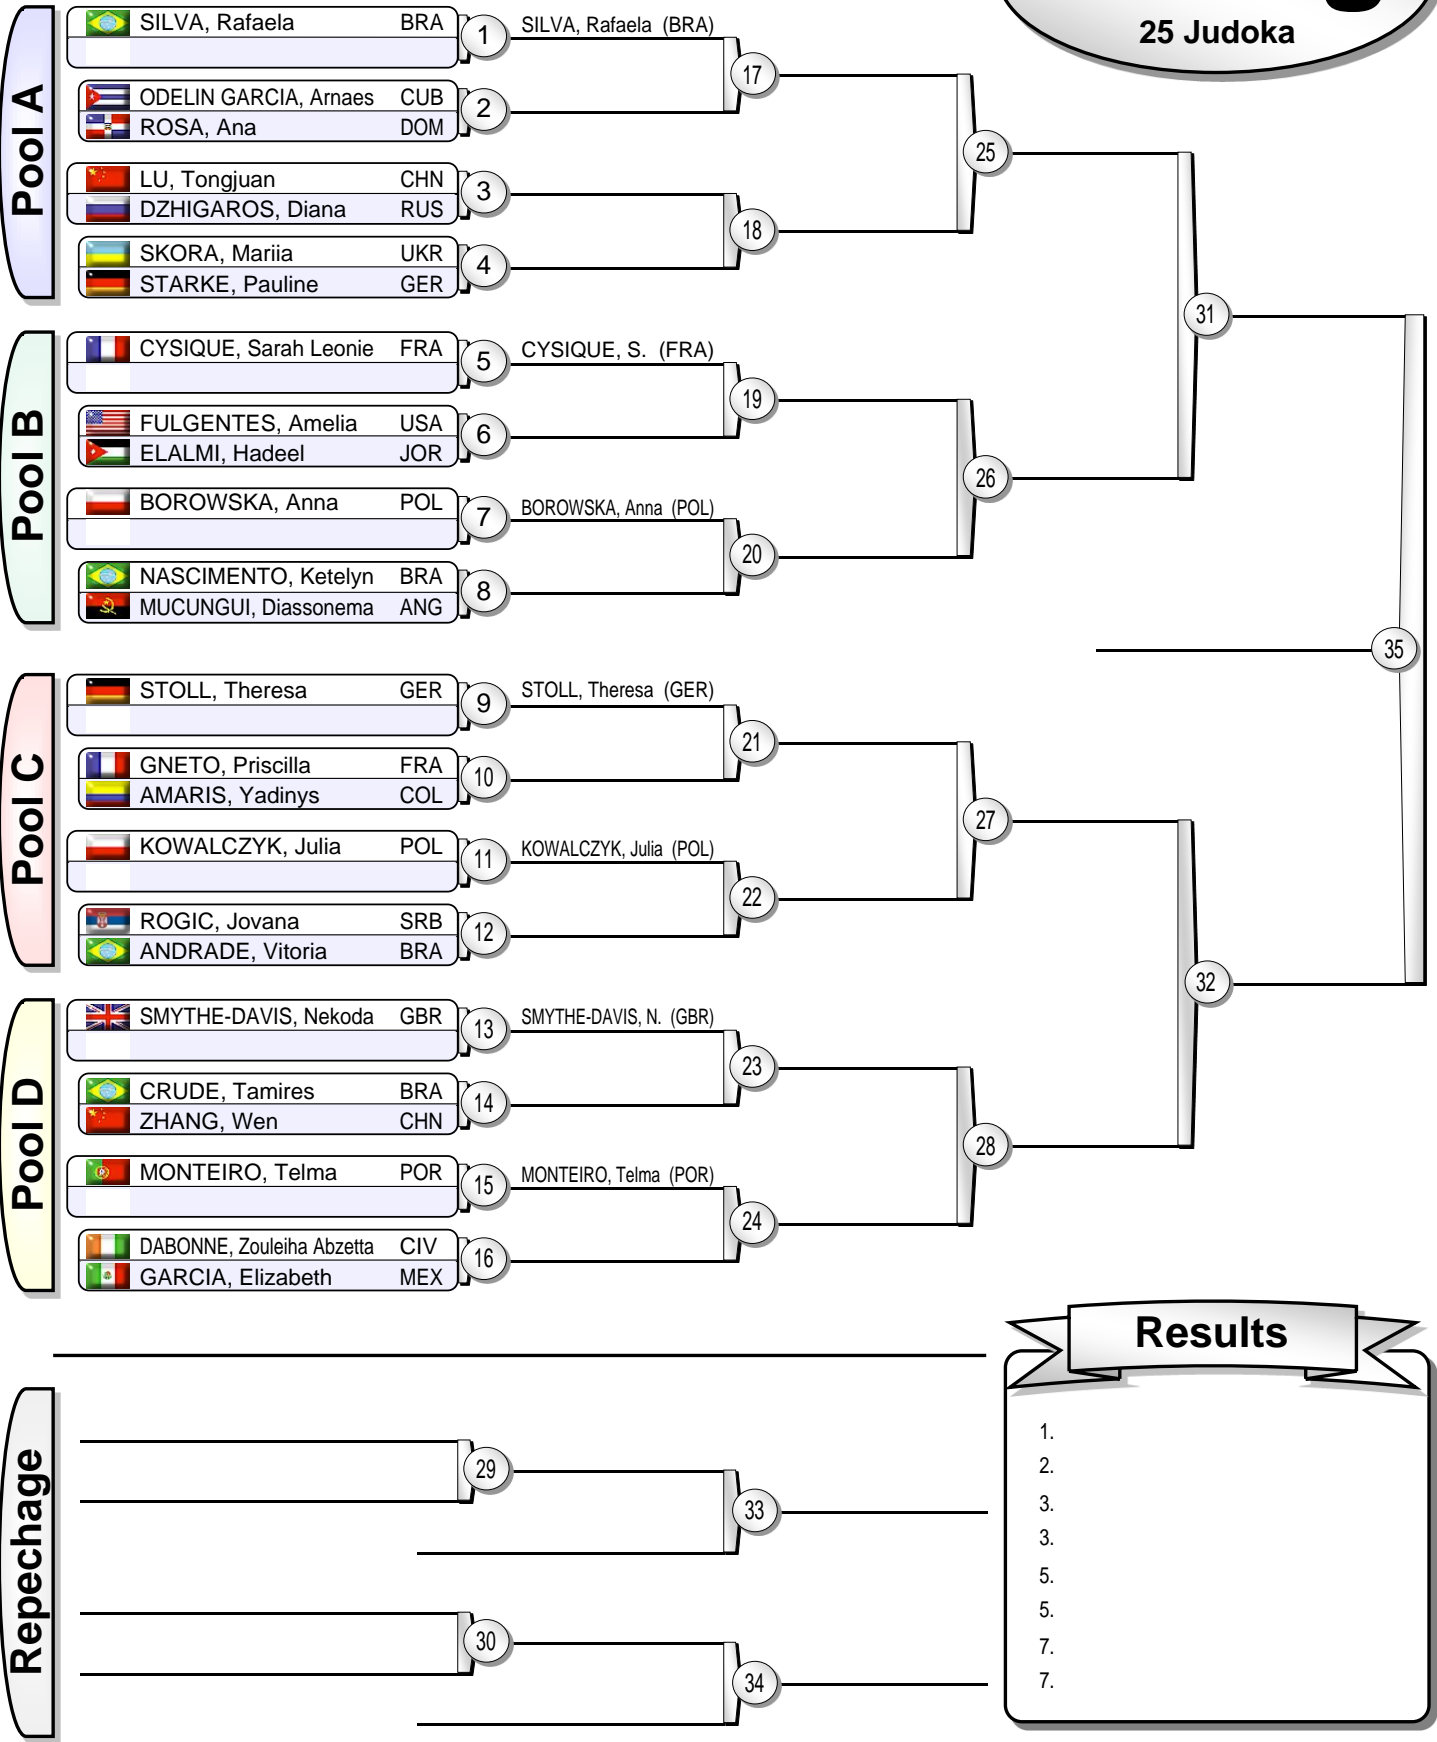 25 Judoka
Pool A
SILVA, Rafaela BRA 1 SILVA, Rafaela (BRA)
17
ODELIN GARCIA, Arnaes CUB 2
ROSA, Ana DOM
25
LU, Tongjuan CHN 3
DZHIGAROS, Diana RUS
18
SKORA, Mariia UKR 4
STARKE, Pauline GER
31
Pool B
CYSIQUE, Sarah Leonie FRA 5 CYSIQUE, S. (FRA)
19
FULGENTES, Amelia USA 6
ELALMI, Hadeel JOR
26
BOROWSKA, Anna POL 7 BOROWSKA, Anna (POL)
20
NASCIMENTO, Ketelyn BRA 8
MUCUNGUI, Diassonema ANG
35
Pool C
STOLL, Theresa GER 9 STOLL, Theresa (GER)
21
GNETO, Priscilla FRA 10
AMARIS, Yadinys COL
27
KOWALCZYK, Julia POL 11 KOWALCZYK, Julia (POL)
22
ROGIC, Jovana SRB 12
ANDRADE, Vitoria BRA
32
Pool D
SMYTHE-DAVIS, Nekoda GBR 13 SMYTHE-DAVIS, N. (GBR)
23
CRUDE, Tamires BRA 14
ZHANG, Wen CHN
28
MONTEIRO, Telma POR 15 MONTEIRO, Telma (POR)
24
DABONNE, Zouleiha Abzetta CIV 16
GARCIA, Elizabeth MEX
Repechage
29
33
30
34
Results
1.
2.
3.
3.
5.
5.
7.
7.